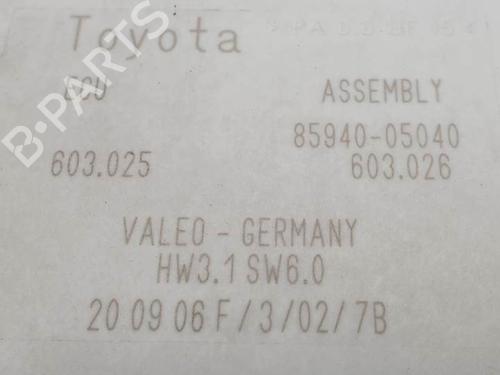 Toyota
ECU ASSEMBLY
85940-05040
603.025 603.026
VALEO - GERMANY
HW3.1 SW6.0
20 09 06 F/3/02/7B
B-PARTS